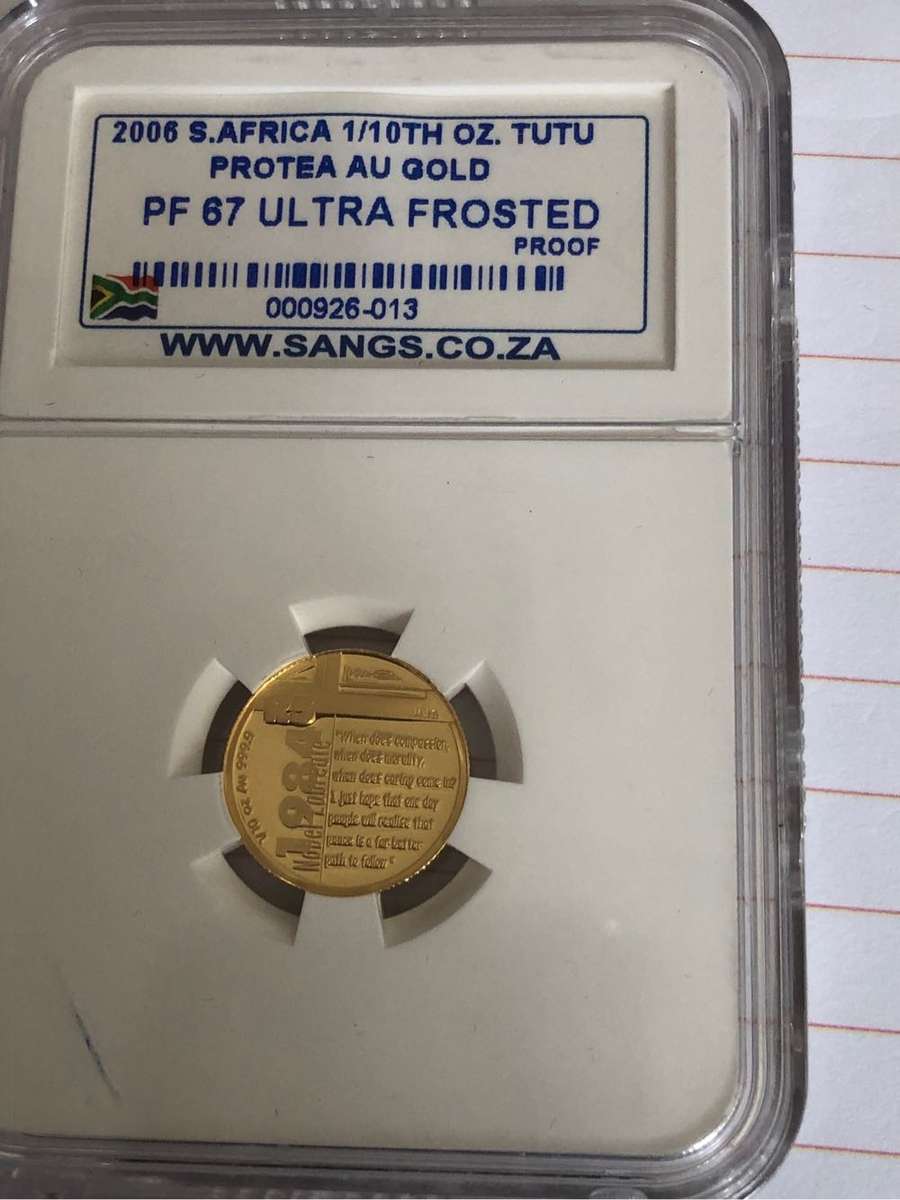 2006 S.AFRICA 1/10TH OZ. TUTU
PROTEA AU GOLD
PF 67 ULTRA FROSTED
PROOF
000926-013
WWW.SANGS.CO.ZA
1/10 oz Au 999.9
1984
Nobel Laureate
"When does compassion,
when does morality,
when does caring come in?
I just hope that one day
people will realise that
peace is a far better
path to follow"